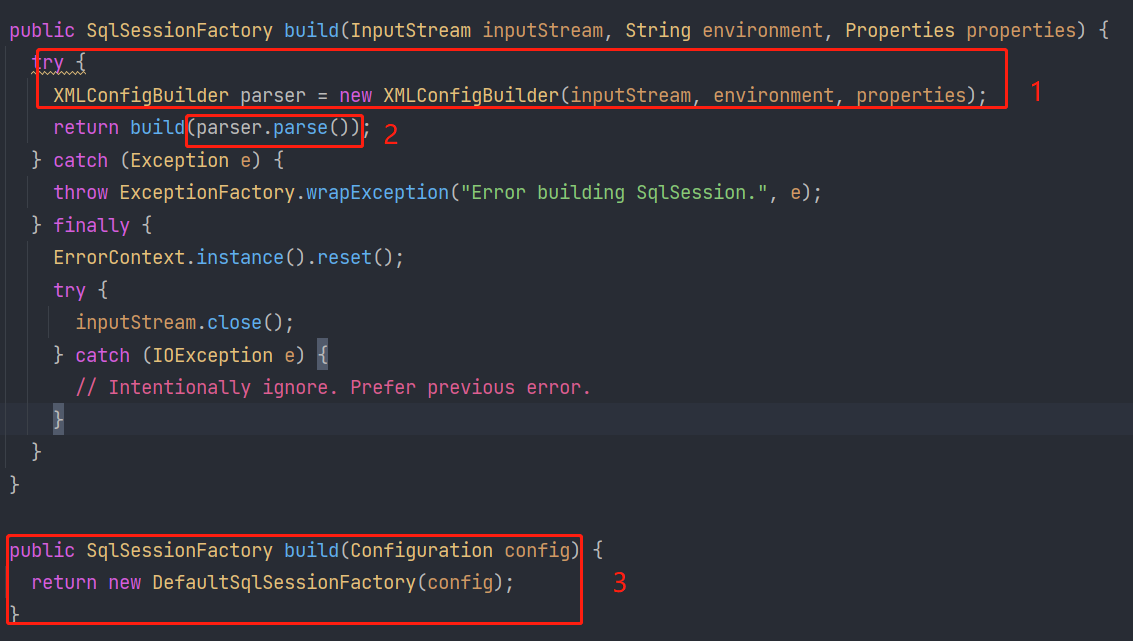 public SqlSessionFactory build(InputStream inputStream, String environment, Properties properties) {
try {
XMLConfigBuilder parser = new XMLConfigBuilder(inputStream, environment, properties); 1
return build(parser.parse()); 2
} catch (Exception e) {
throw ExceptionFactory.wrapException("Error building SqlSession.", e);
} finally {
ErrorContext.instance().reset();
try {
inputStream.close();
} catch (IOException e) {
// Intentionally ignore. Prefer previous error.
}
}
}
public SqlSessionFactory build(Configuration config) {
return new DefaultSqlSessionFactory(config); 3
}